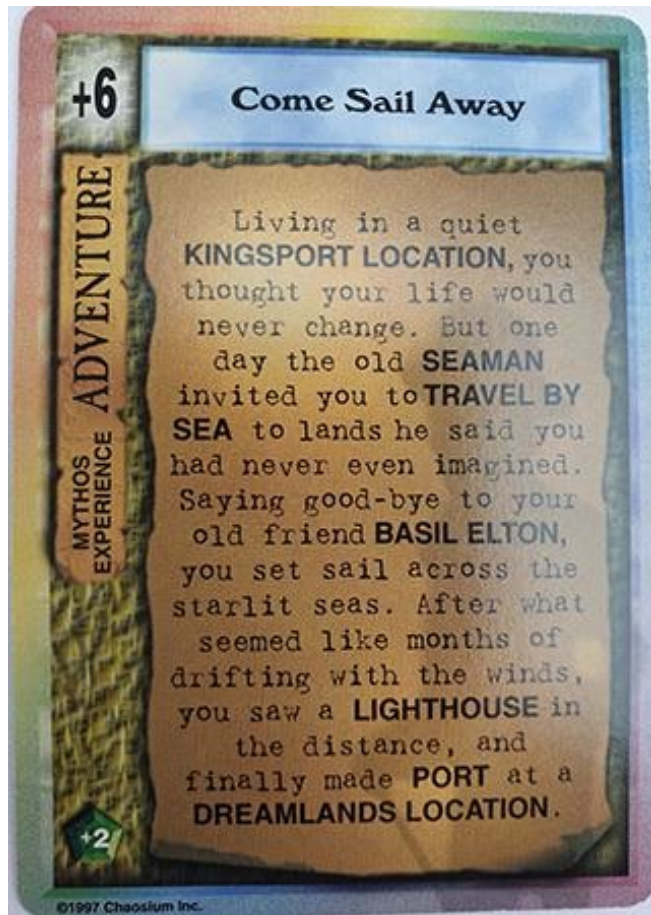 +6
Come Sail Away
MYTHOS
EXPERIENCE
ADVENTURE
Living in a quiet
KINGSPORT LOCATION, you
thought your life would
never change. But one
day the old SEAMAN
invited you to TRAVEL BY
SEA to lands he said you
had never even imagined.
Saying good-bye to your
old friend BASIL ELTON,
you set sail across the
starlit seas. After what
seemed like months of
drifting with the winds,
you saw a LIGHTHOUSE in
the distance, and
finally made PORT at a
DREAMLANDS LOCATION.
+2
©1997 Chaosium Inc.